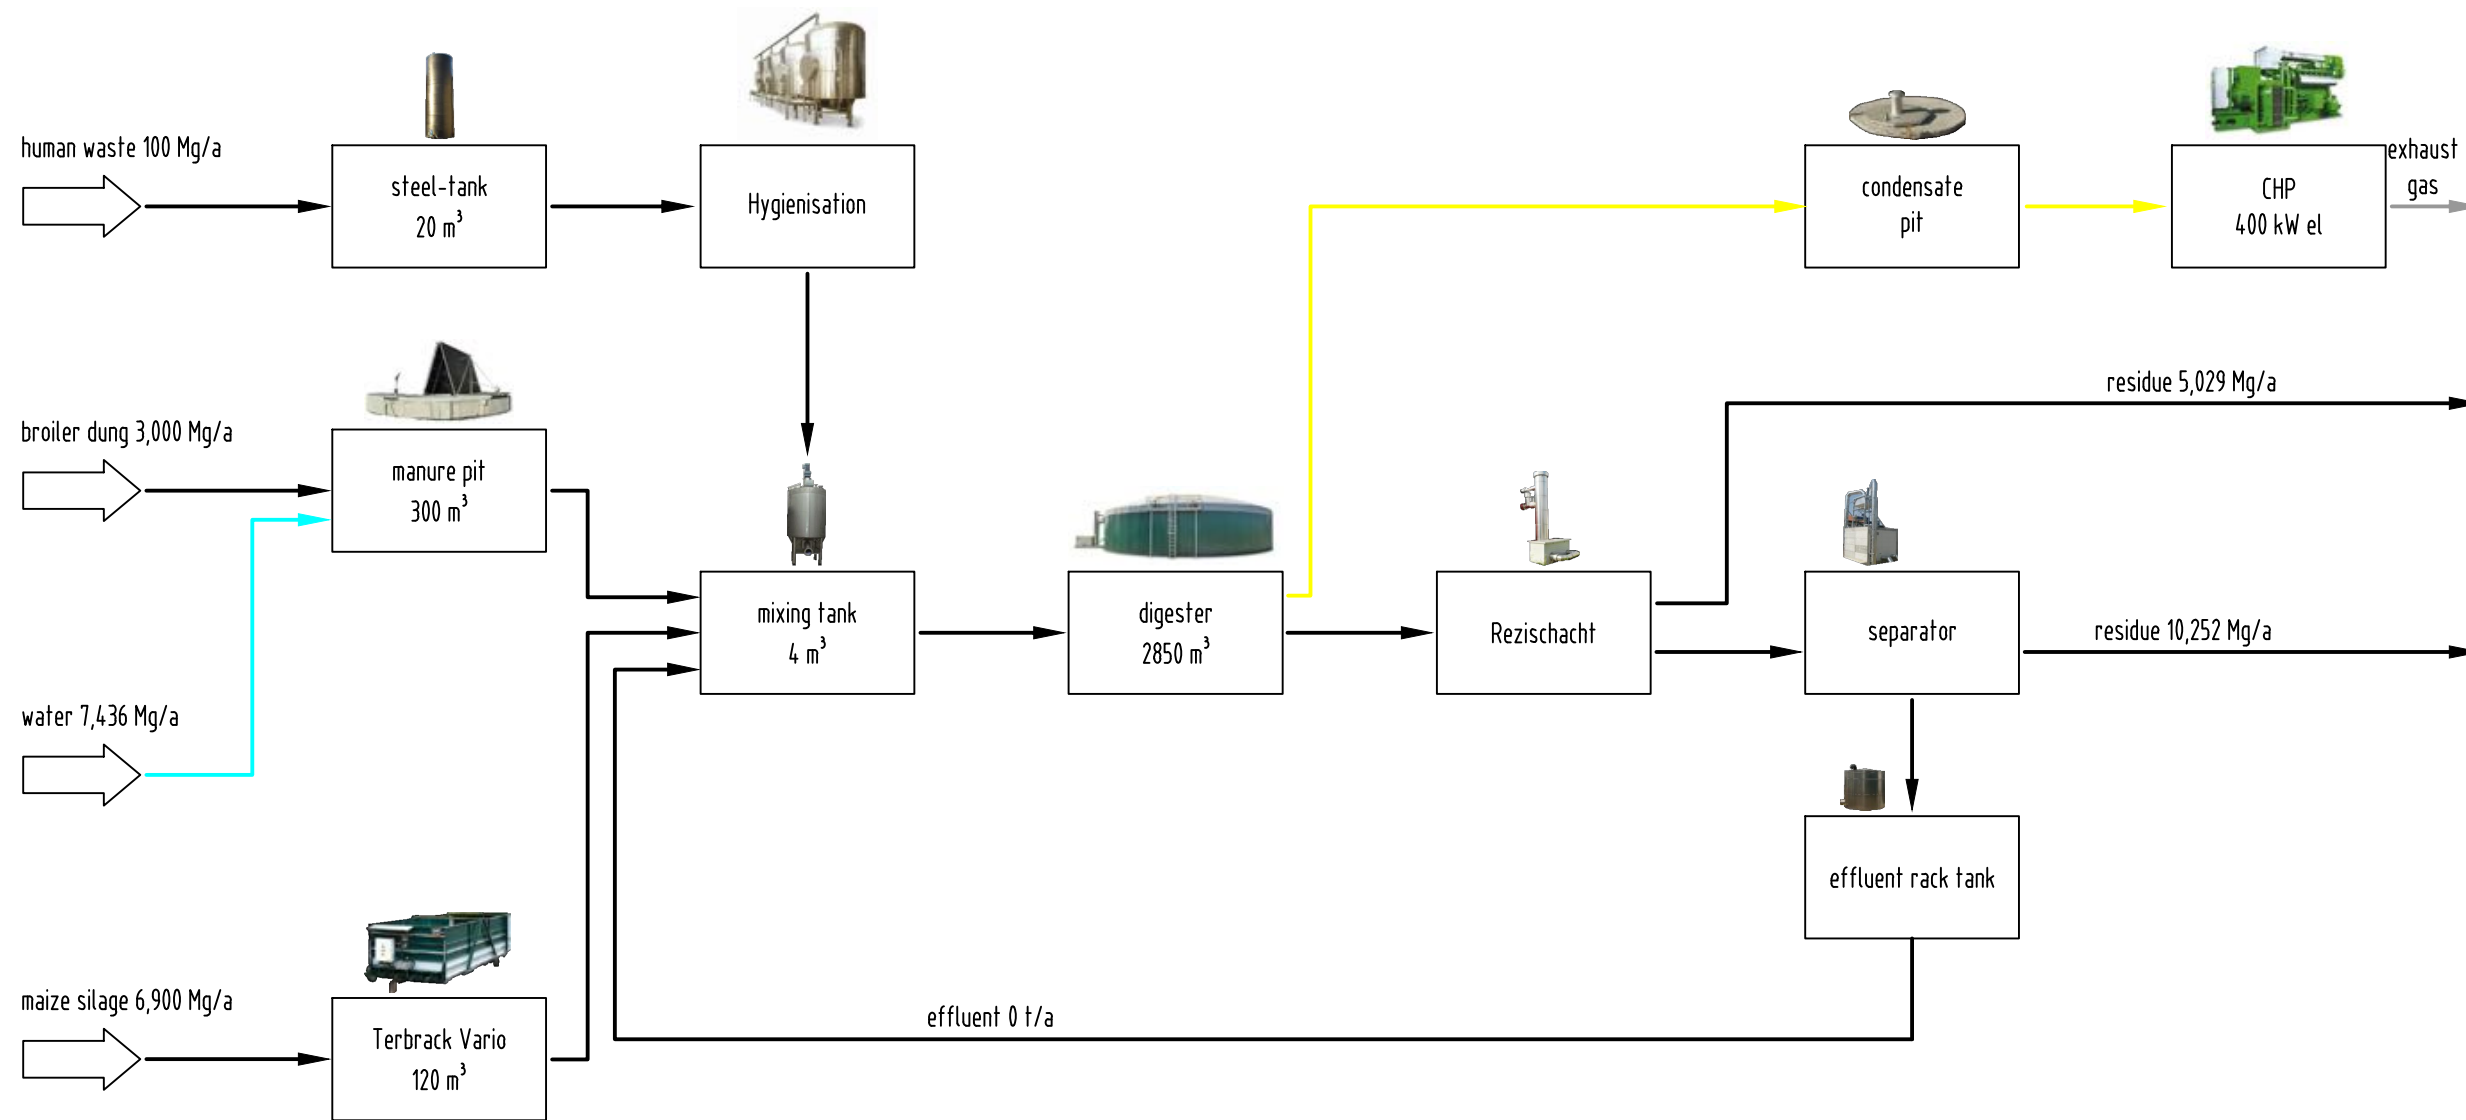 human waste 100 Mg/a
steel-tank
20 m³
Hygienisation
condensate
pit
CHP
400 kW el
exhaust
gas
broiler dung 3,000 Mg/a
manure pit
300 m³
residue 5,029 Mg/a
mixing tank
4 m³
digester
2850 m³
Rezischacht
separator
residue 10,252 Mg/a
water 7,436 Mg/a
effluent rack tank
maize silage 6,900 Mg/a
Terbrack Vario
120 m³
effluent 0 t/a